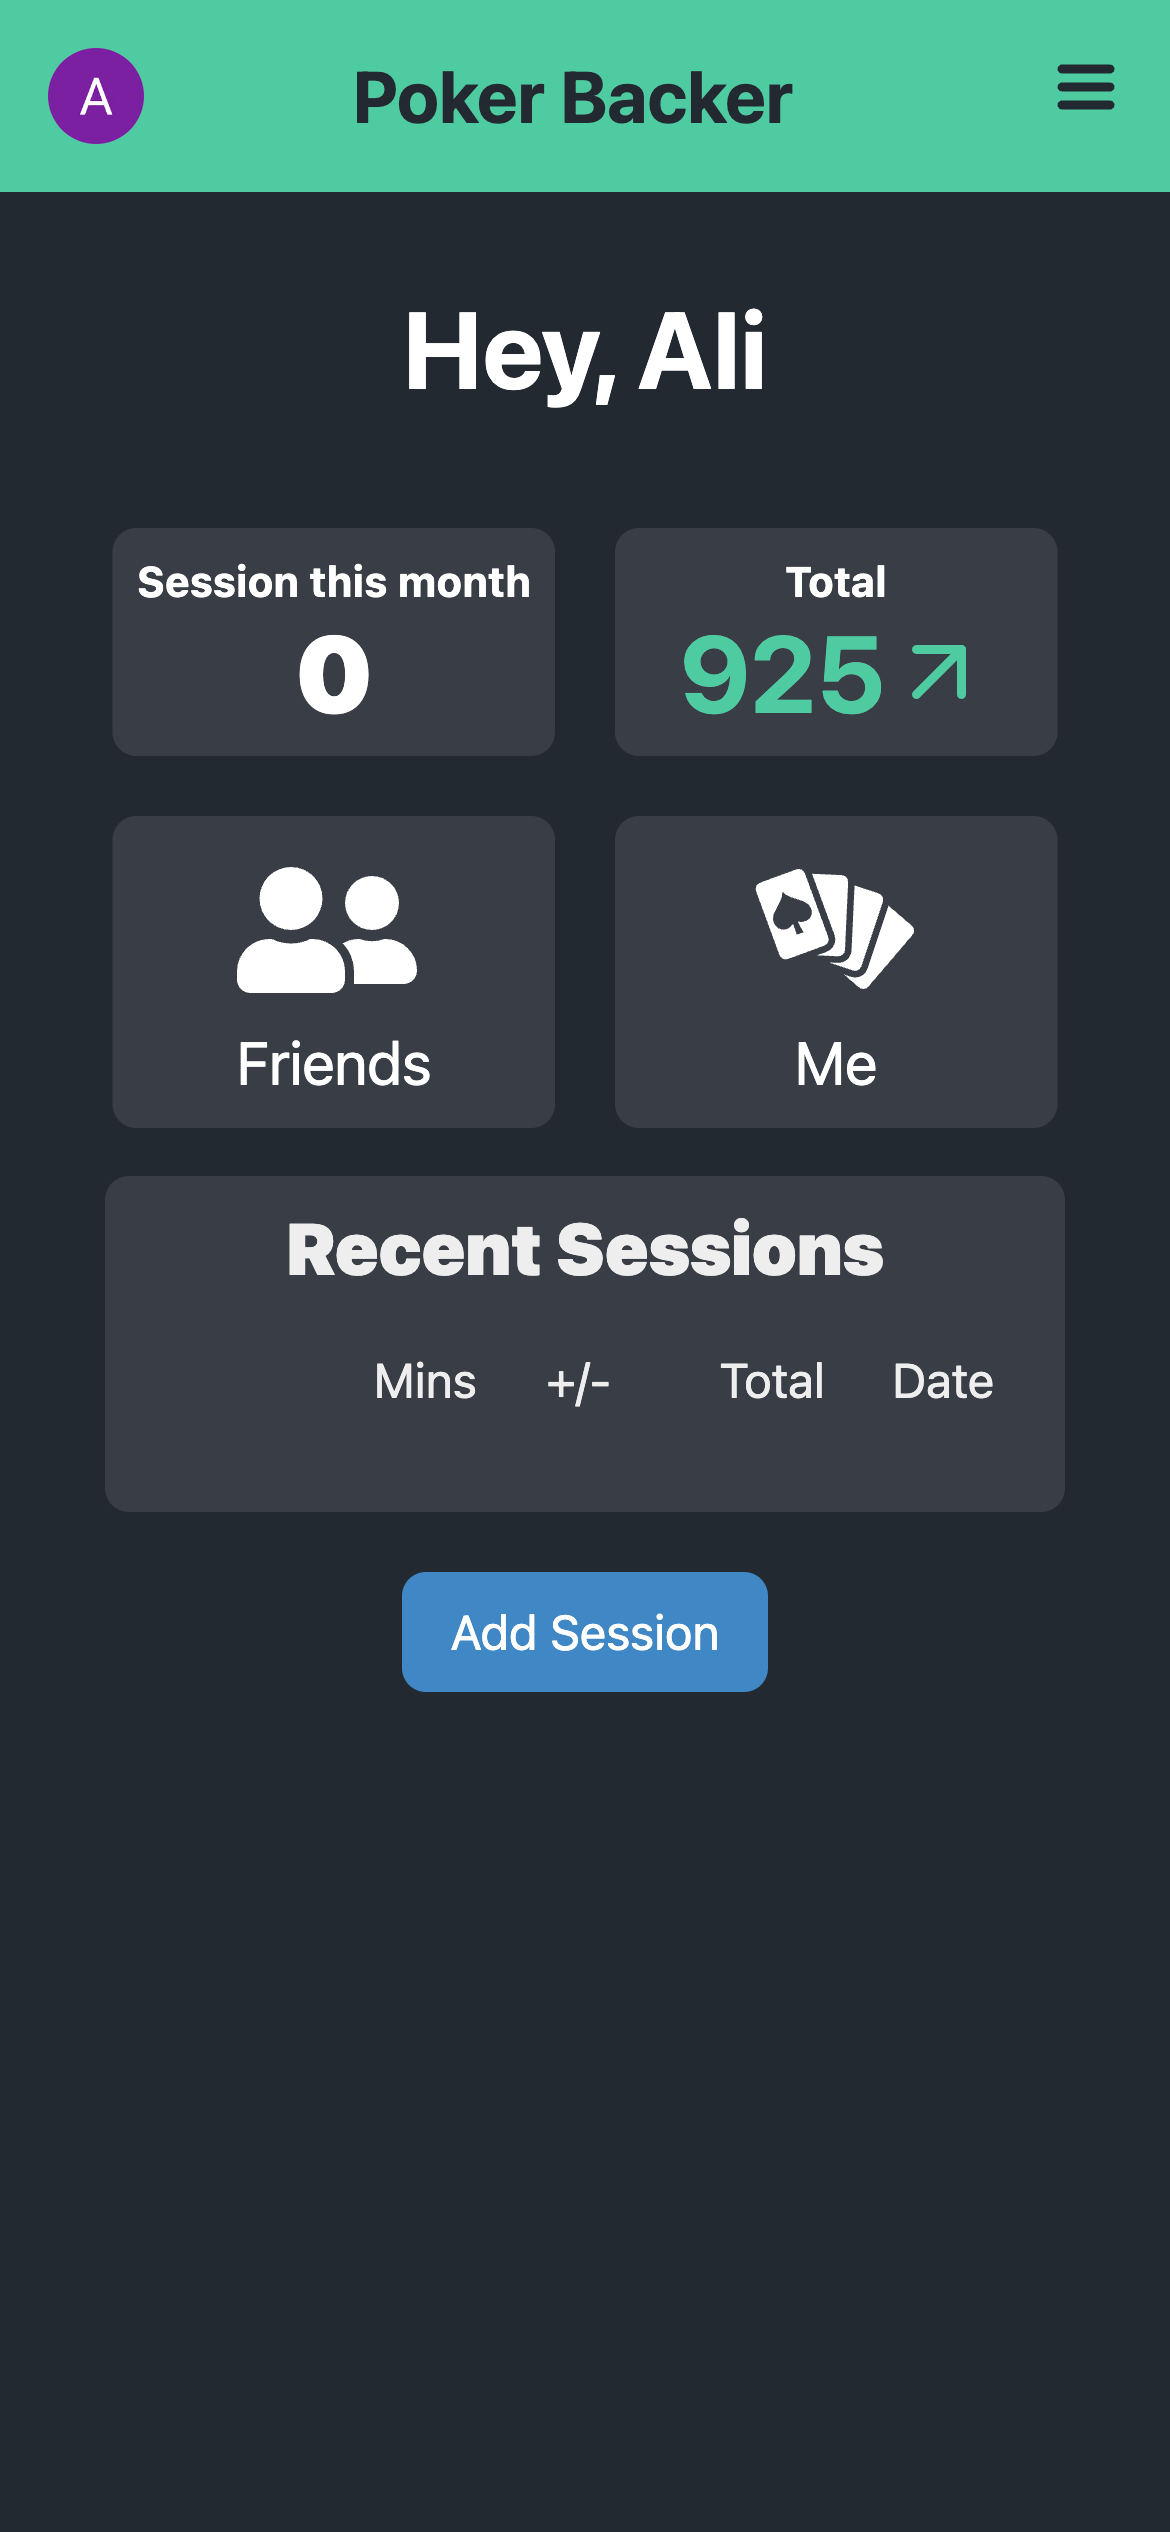 A
Poker Backer
Hey, Ali
Session this month
0
Total
925
Friends
Me
Recent Sessions
Mins +/- Total Date
Add Session